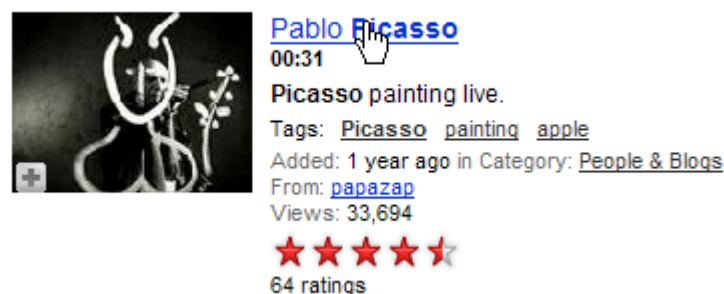 Pablo Picasso
00:31
Picasso painting live.
Tags: Picasso painting apple
Added: 1 year ago in Category: People & Blogs
From: papazap
Views: 33,694
64 ratings